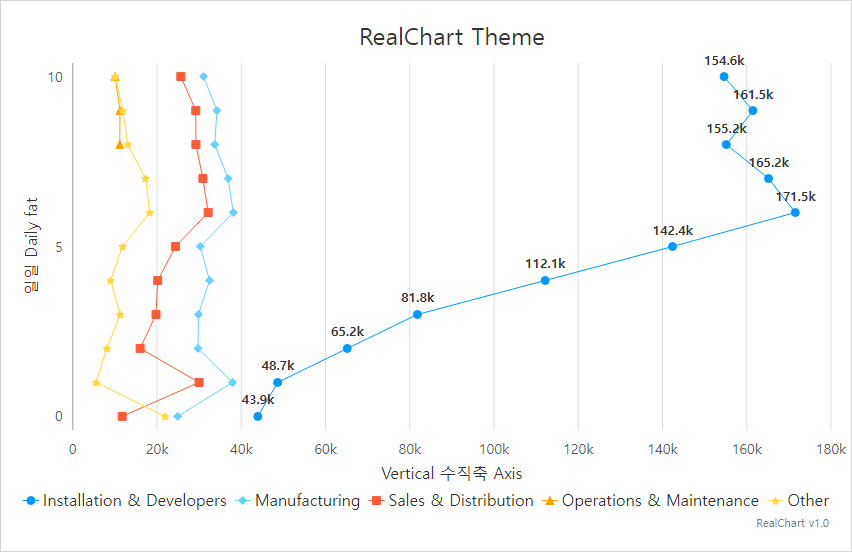 RealChart Theme
154.6k
10
161.5k
155.2k
165.2k
171.5k
일일 Daily fat
5
142.4k
112.1k
81.8k
65.2k
48.7k
43.9k
0
0 20k 40k 60k 80k 100k 120k 140k 160k 180k
Vertical 수직축 Axis
Installation & Developers Manufacturing Sales & Distribution Operations & Maintenance Other
RealChart v1.0